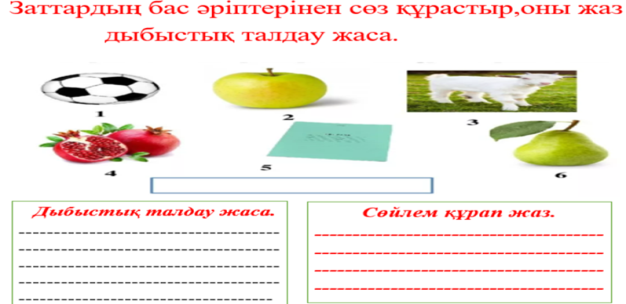 Заттардың бас әріптерінен сөз құрастыр,оны жаз
дыбыстық талдау жаса.
1
2
3
4
5
6
Дыбыстық талдау жаса.
Сөйлем құрап жаз.